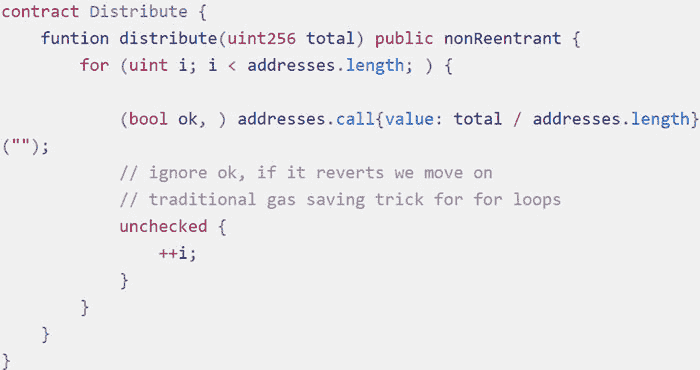 contract Distribute {
funtion distribute(uint256 total) public nonReentrant {
for (uint i; i < addresses.length; ) {
(bool ok, ) addresses.call{value: total / addresses.length}
("");
// ignore ok, if it reverts we move on
// traditional gas saving trick for for loops
unchecked {
++i;
}
}
}
}